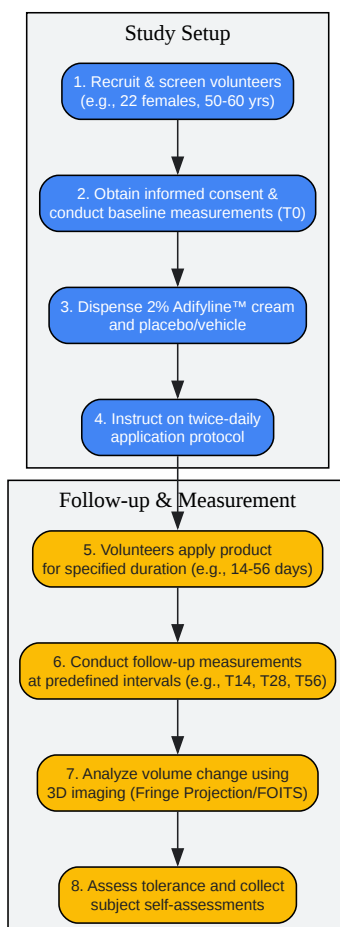 Study Setup
1. Recruit & screen volunteers
(e.g., 22 females, 50-60 yrs)
2. Obtain informed consent &
conduct baseline measurements (T0)
3. Dispense 2% Adifyline™ cream
and placebo/vehicle
4. Instruct on twice-daily
application protocol
Follow-up & Measurement
5. Volunteers apply product
for specified duration (e.g., 14-56 days)
6. Conduct follow-up measurements
at predefined intervals (e.g., T14, T28, T56)
7. Analyze volume change using
3D imaging (Fringe Projection/FOITS)
8. Assess tolerance and collect
subject self-assessments